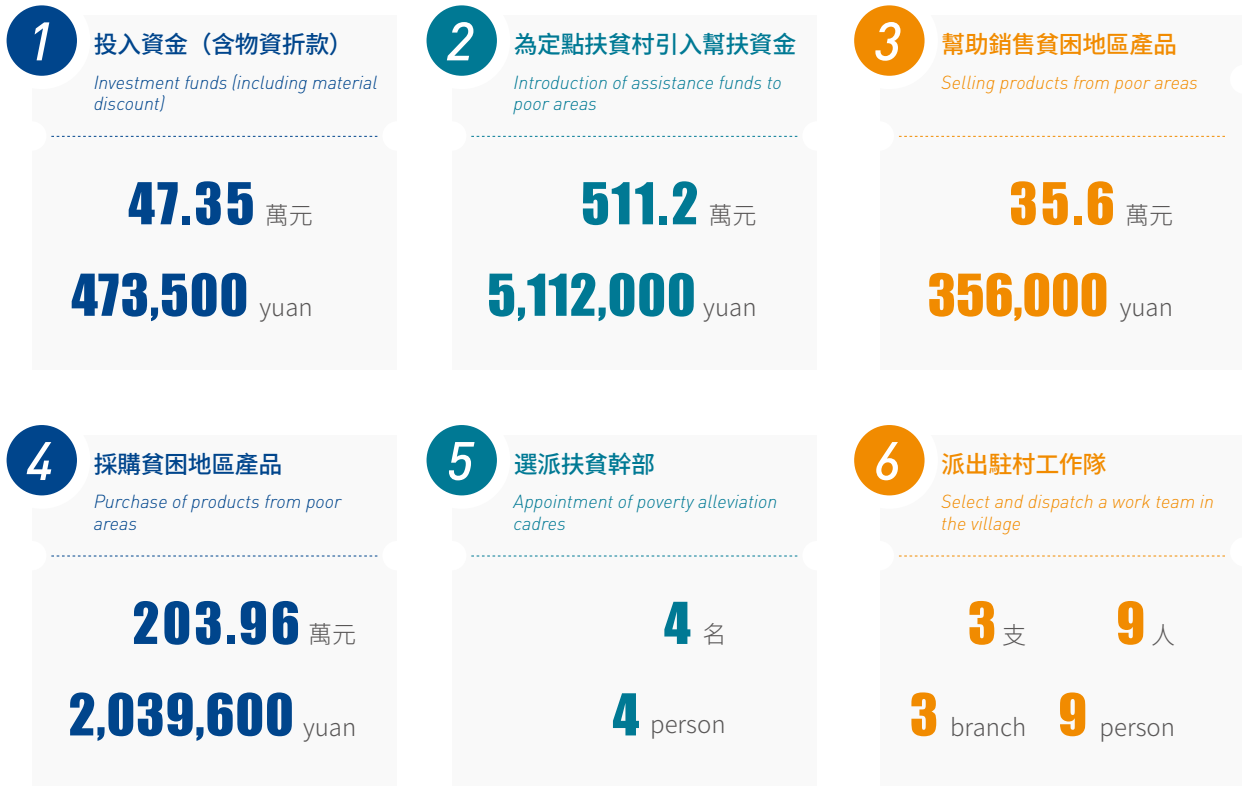 1
投入資金（含物資折款）
Investment funds (including material
discount)
47.35 萬元
473,500 yuan
2
為定點扶貧村引入幫扶資金
Introduction of assistance funds to
poor areas
511.2 萬元
5,112,000 yuan
3
幫助銷售貧困地區產品
Selling products from poor areas
35.6 萬元
356,000 yuan
4
採購貧困地區產品
Purchase of products from poor
areas
203.96 萬元
2,039,600 yuan
5
選派扶貧幹部
Appointment of poverty alleviation
cadres
4 名
4 person
6
派出駐村工作隊
Select and dispatch a work team in
the village
3 支 9 人
3 branch 9 person